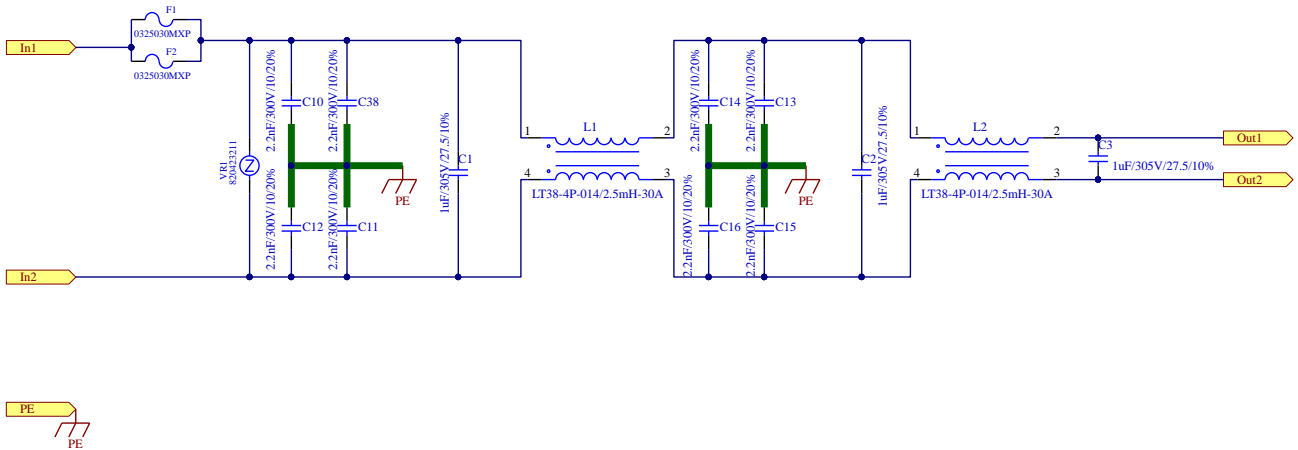 F1
0325030MXP
In1
F2
0325030MXP
2.2nF/300V/10/20%
C10
2.2nF/300V/10/20%
C38
VR1
820423211
2.2nF/300V/10/20%
C12
2.2nF/300V/10/20%
C11
PE
1uF/305V/27.5/10%
C1
1
2
L1
4
3
LT38-4P-014/2.5mH-30A
2.2nF/300V/10/20%
C14
2.2nF/300V/10/20%
C13
2.2nF/300V/10/20%
C16
2.2nF/300V/10/20%
C15
PE
C2
1uF/305V/27.5/10%
1
2
L2
4
3
LT38-4P-014/2.5mH-30A
C3
1uF/305V/27.5/10%
Out1
Out2
In2
PE
PE